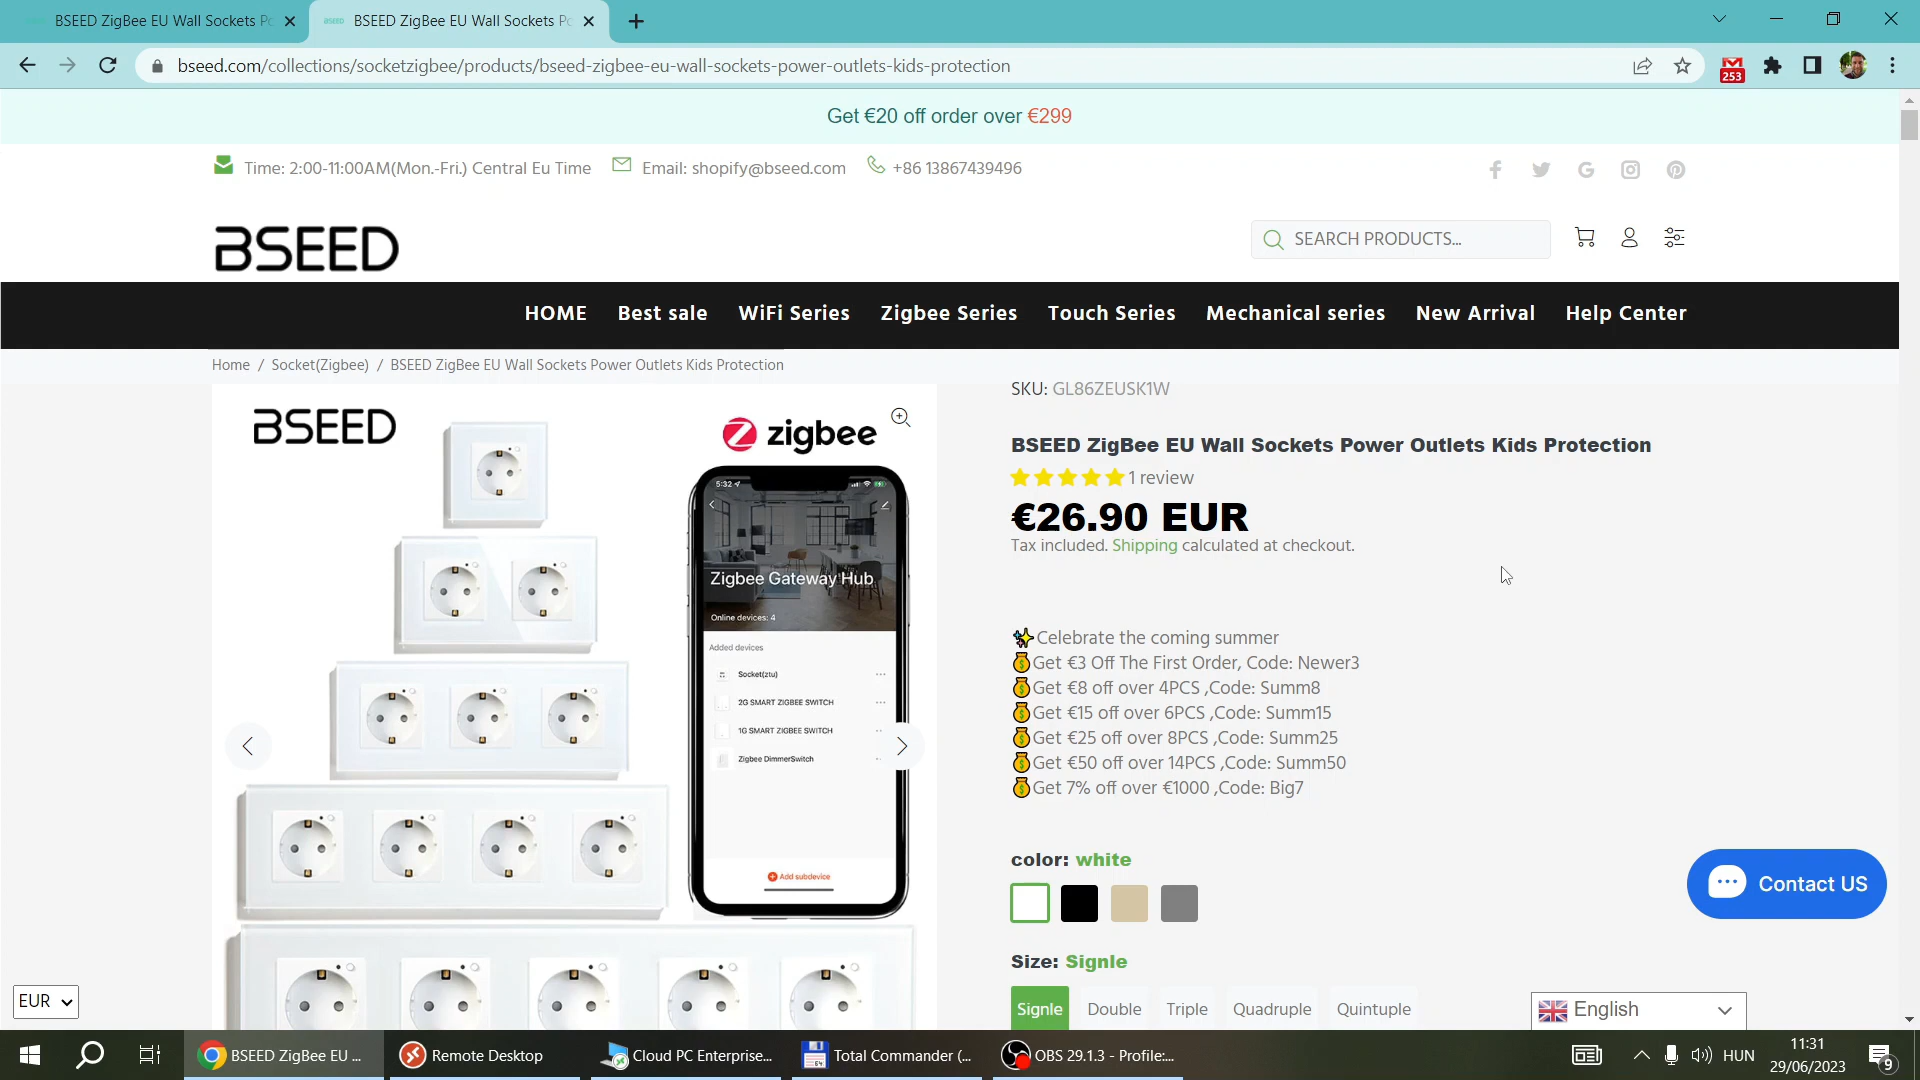 BSEED ZigBee EU Wall Sockets Po
BSEED ZigBee EU Wall Sockets Po
bseed.com/collections/socketzigbee/products/bseed-zigbee-eu-wall-sockets-power-outlets-kids-protection
253
Get €20 off order over €299
Time: 2:00-11:00AM(Mon.-Fri.) Central Eu Time
Email: shopify@bseed.com
+86 13867439496
BSEED
SEARCH PRODUCTS...
HOME
Best sale
WiFi Series
Zigbee Series
Touch Series
Mechanical series
New Arrival
Help Center
Home / Socket(Zigbee) / BSEED ZigBee EU Wall Sockets Power Outlets Kids Protection
BSEED
zigbee
5:32
Zigbee Gateway Hub
Online devices: 4
Added devices
Socket(ztu)
2G SMART ZIGBEE SWITCH
1G SMART ZIGBEE SWITCH
Zigbee DimmerSwitch
Add subdevice
SKU: GL86ZEUSK1W
BSEED ZigBee EU Wall Sockets Power Outlets Kids Protection
1 review
€26.90 EUR
Tax included. Shipping calculated at checkout.
✨Celebrate the coming summer
💰Get €3 Off The First Order, Code: Newer3
💰Get €8 off over 4PCS ,Code: Summ8
💰Get €15 off over 6PCS ,Code: Summ15
💰Get €25 off over 8PCS ,Code: Summ25
💰Get €50 off over 14PCS ,Code: Summ50
💰Get 7% off over €1000 ,Code: Big7
color: white
Size: Signle
Signle
Double
Triple
Quadruple
Quintuple
Contact US
EUR
English
BSEED ZigBee EU ...
Remote Desktop
Cloud PC Enterprise...
Total Commander (...
OBS 29.1.3 - Profile:...
HUN
11:31
29/06/2023
9